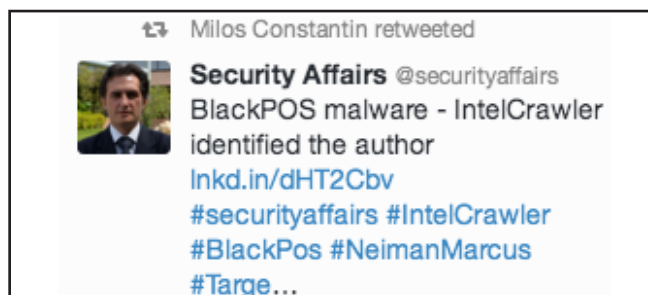 Milos Constantin retweeted
Security Affairs @securityaffairs
BlackPOS malware - IntelCrawler
identified the author
lnkd.in/dHT2Cbv
#securityaffairs #IntelCrawler
#BlackPos #NeimanMarcus
#Targe...